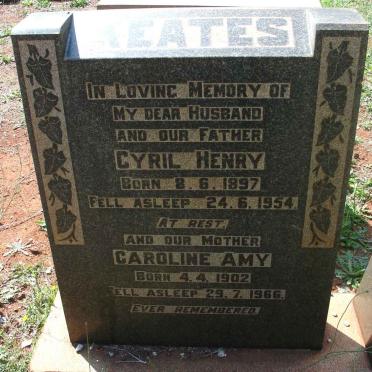 YEATES
IN LOVING MEMORY OF
MY DEAR HUSBAND
AND OUR FATHER
CYRIL HENRY
BORN 2.6.1897
FELL ASLEEP 24.6.1954
AT REST.
AND OUR MOTHER
CAROLINE AMY
BORN 4.4.1902
FELL ASLEEP 29.7.1966.
EVER REMEMBERED